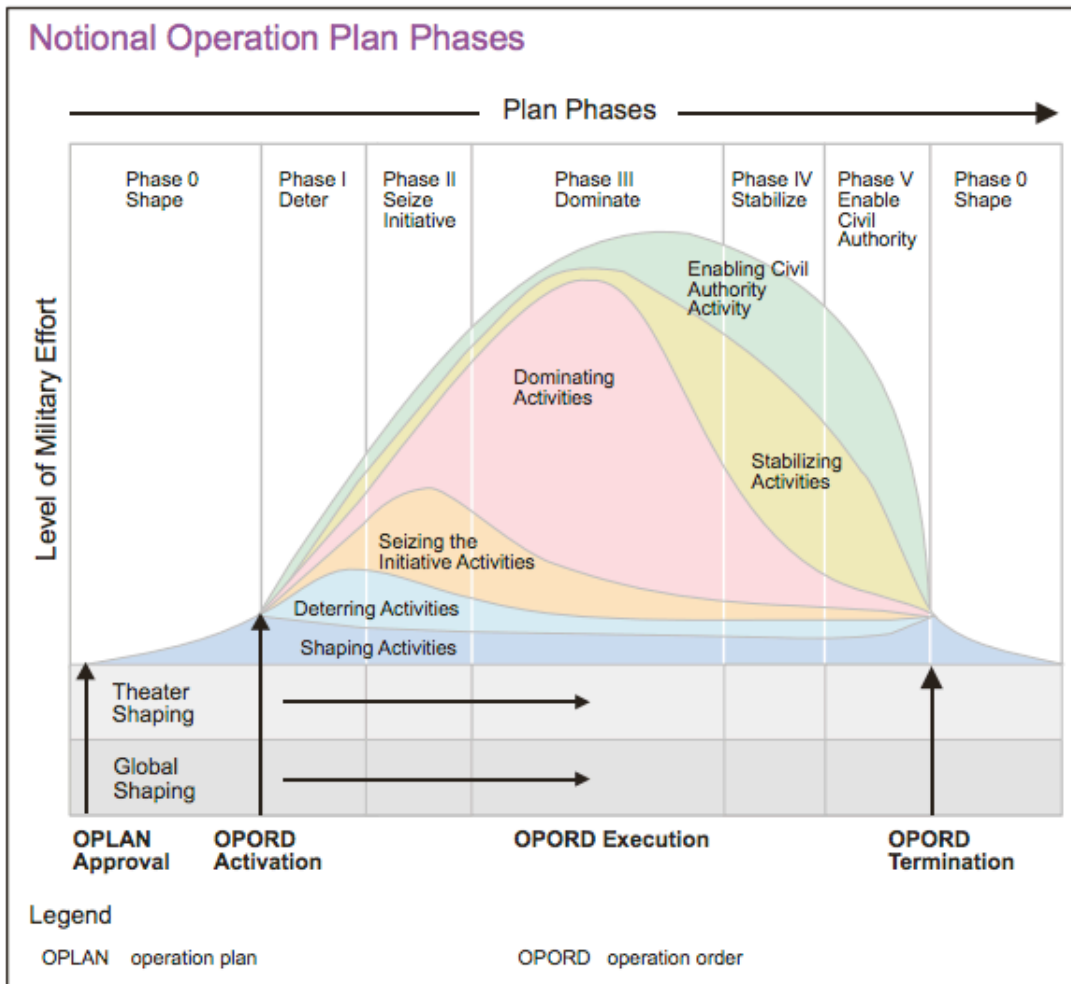 Notional Operation Plan Phases
Plan Phases
Phase 0
Shape
Phase I
Deter
Phase II
Seize
Initiative
Phase III
Dominate
Phase IV
Stabilize
Phase V
Enable
Civil
Authority
Phase 0
Shape
Level of Military Effort
Enabling Civil
Authority
Activity
Dominating
Activities
Stabilizing
Activities
Seizing the
Initiative Activities
Deterring Activities
Shaping Activities
Theater
Shaping
Global
Shaping
OPLAN
Approval
OPORD
Activation
OPORD Execution
OPORD
Termination
Legend
OPLAN operation plan
OPORD operation order